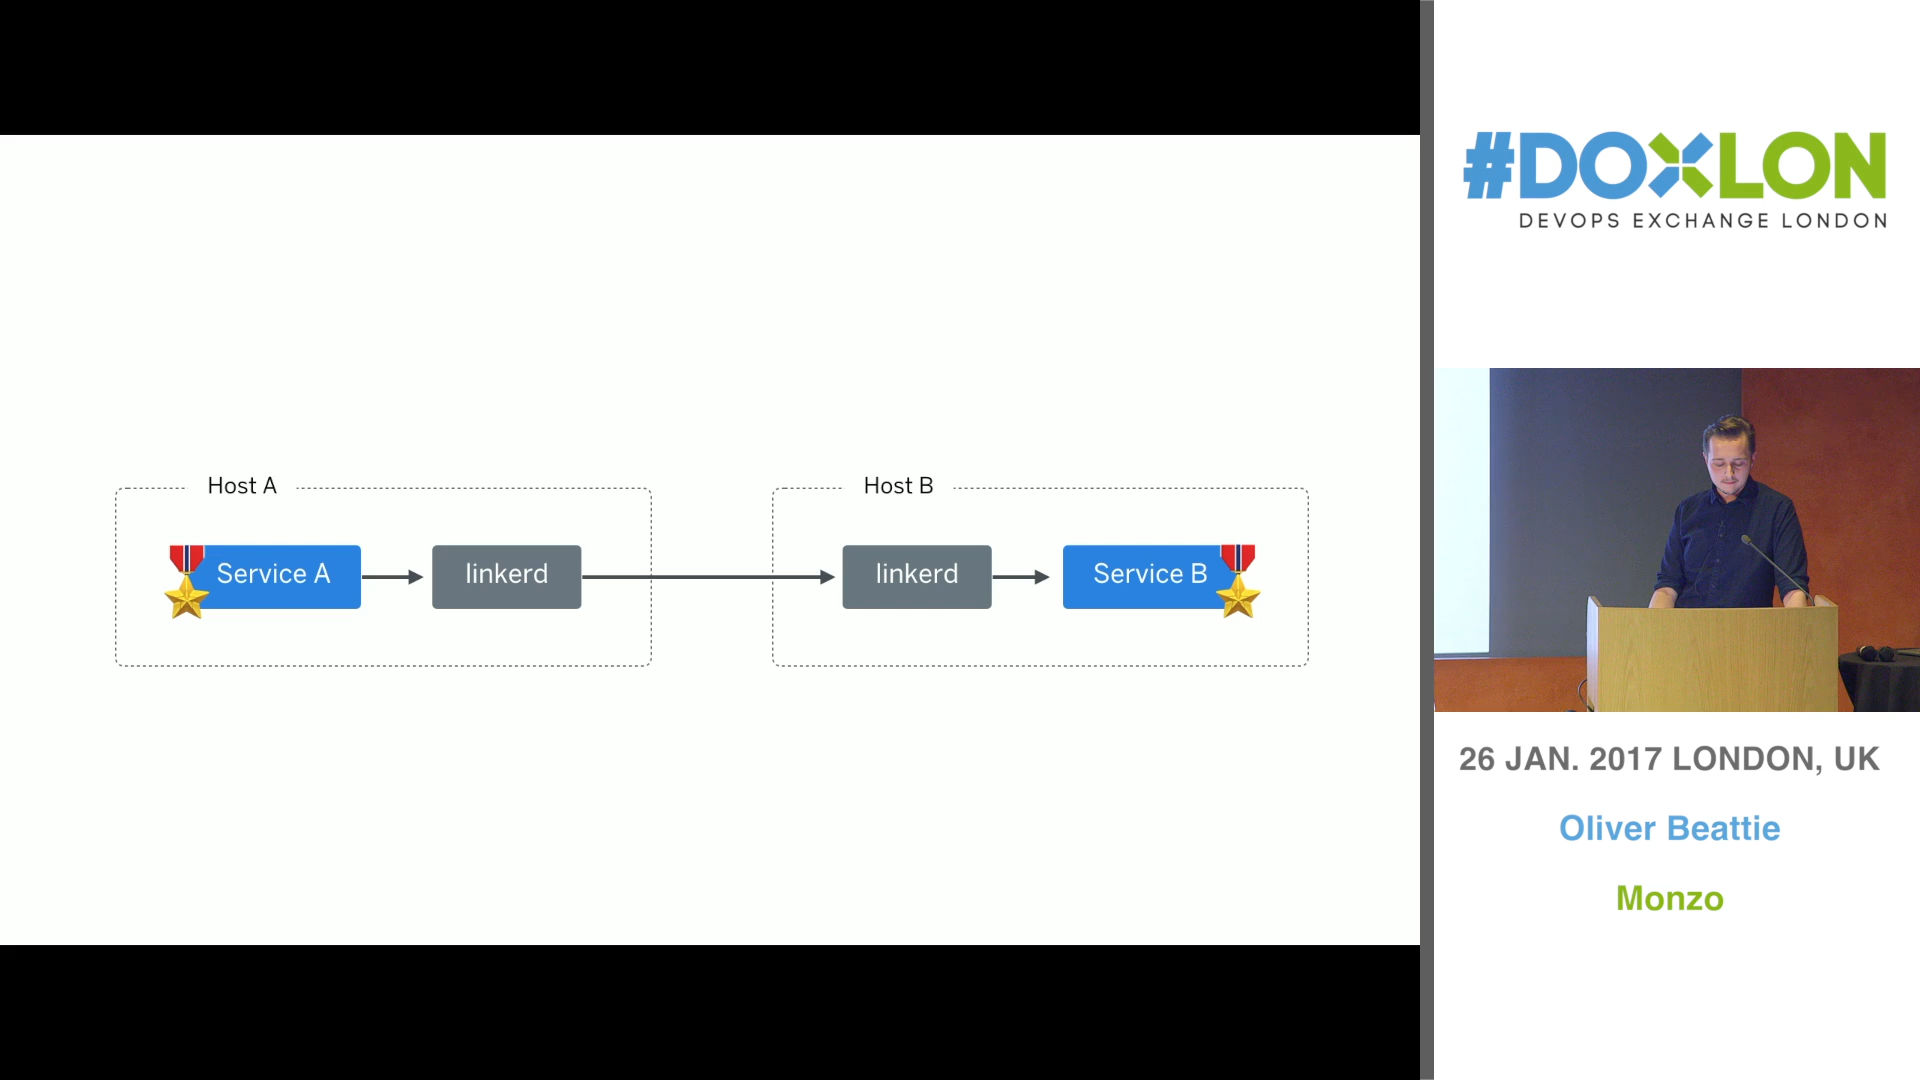 Host A
Service A
linkerd
Host B
linkerd
Service B
#DOXLON
DEVOPS EXCHANGE LONDON
26 JAN. 2017 LONDON, UK
Oliver Beattie
Monzo